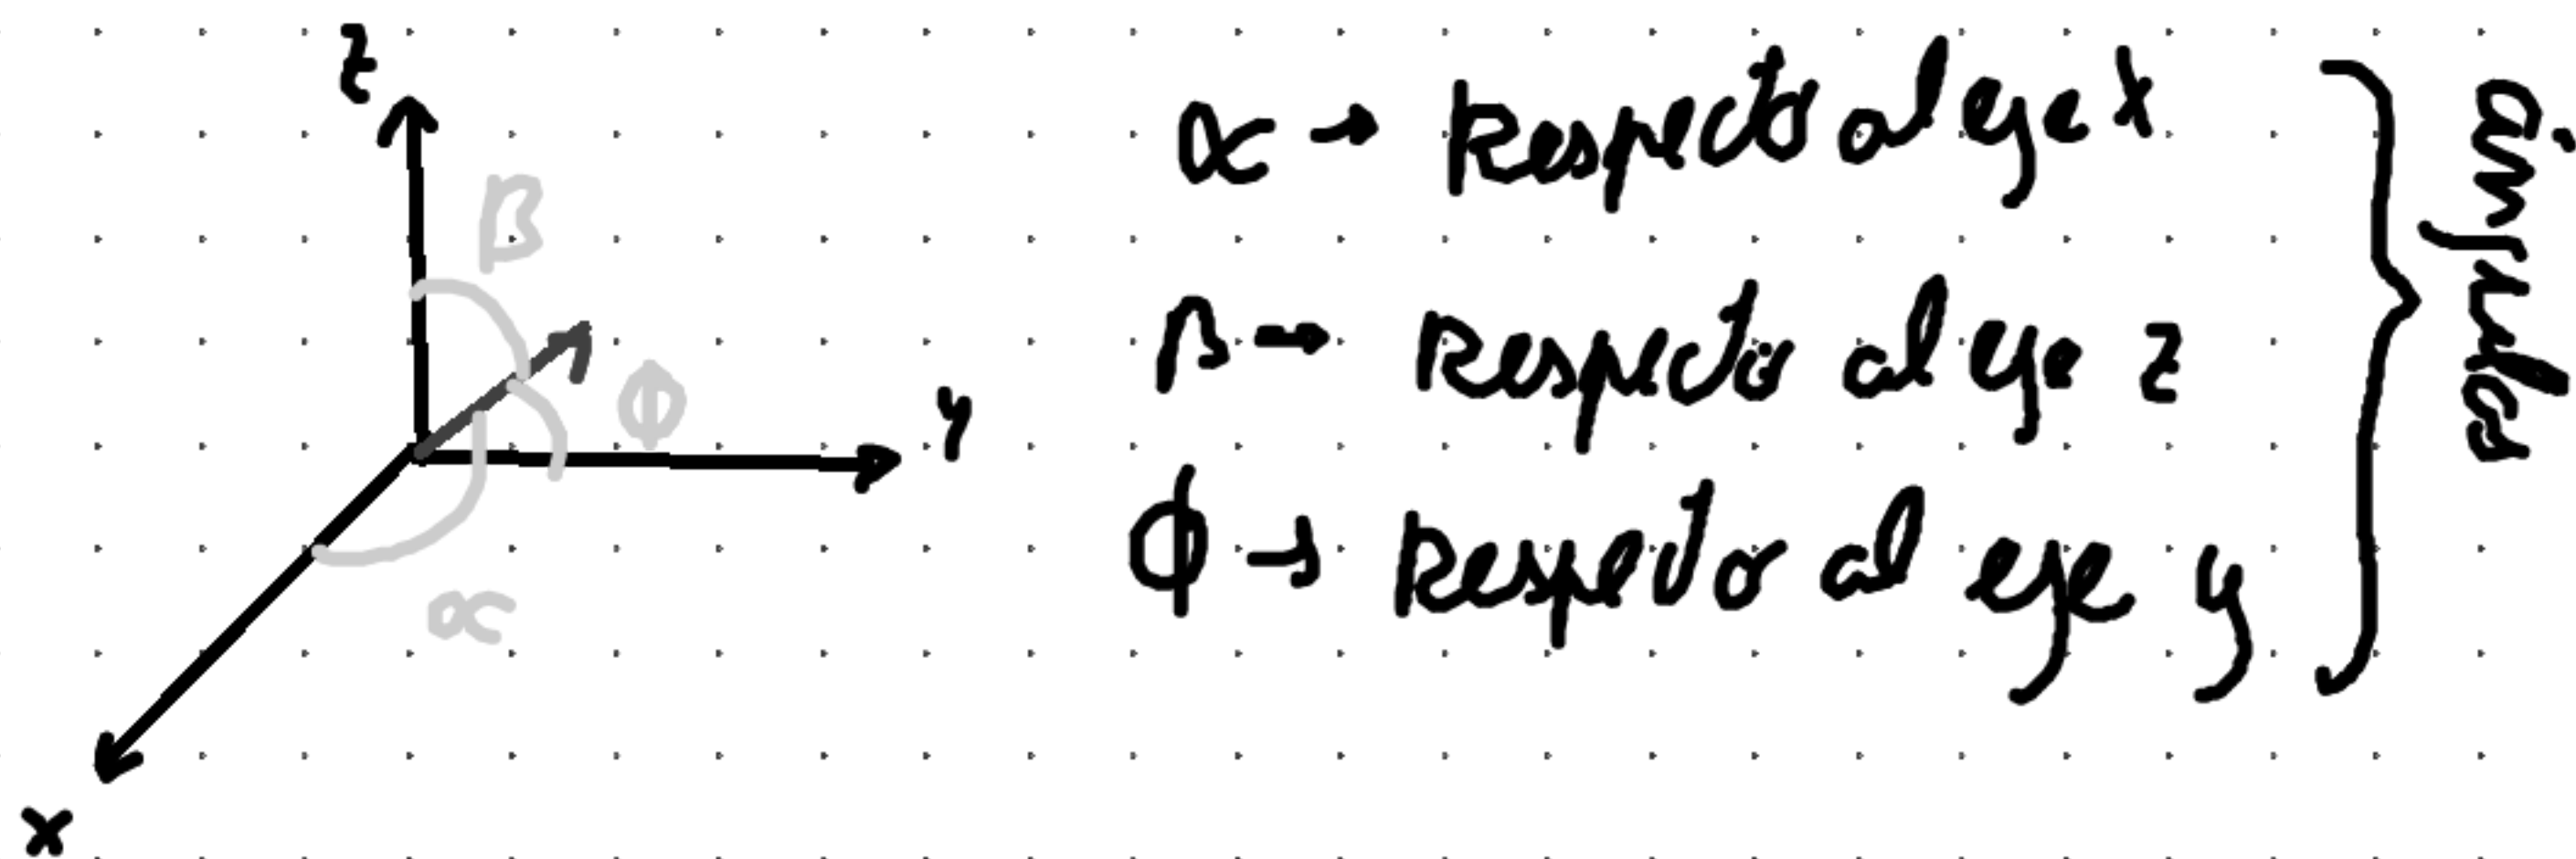 z
β
ϕ
y
α
x
α → Respecto al eje x
β → Respecto al eje z
ϕ → Respecto al eje y
ángulos